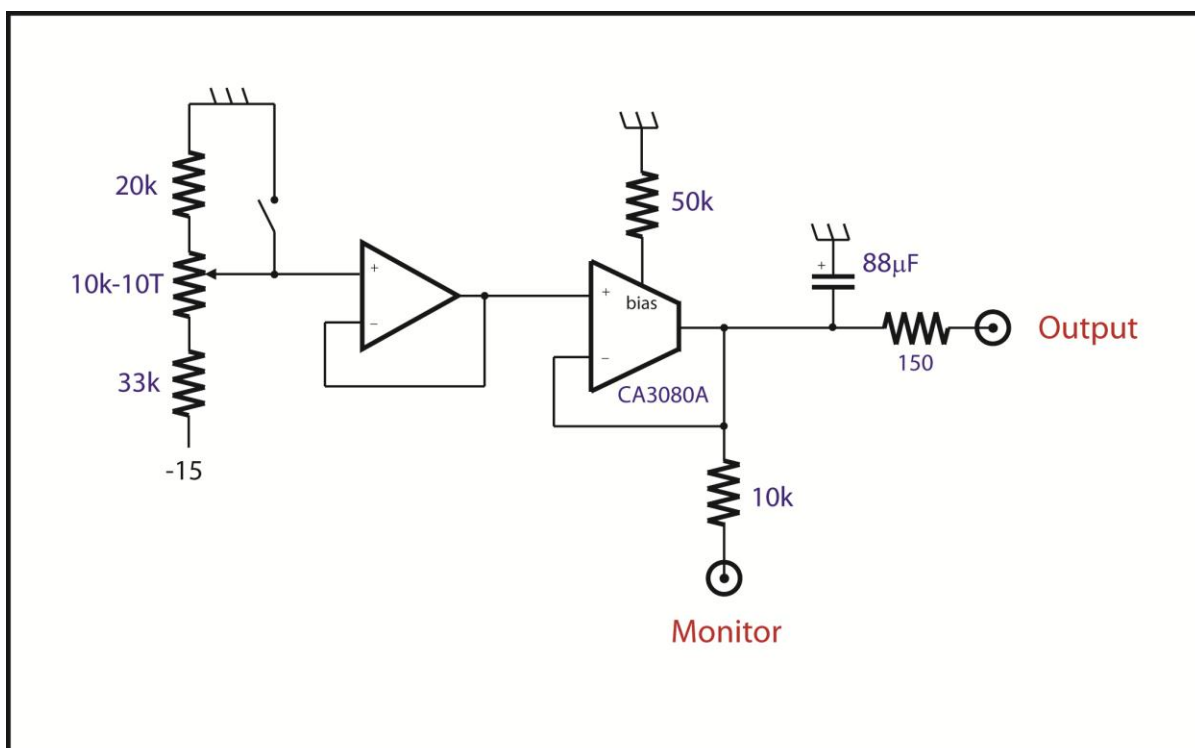 20k
10k-10T
33k
-15
+
−
50k
bias
+
−
CA3080A
+
88µF
150
Output
10k
Monitor